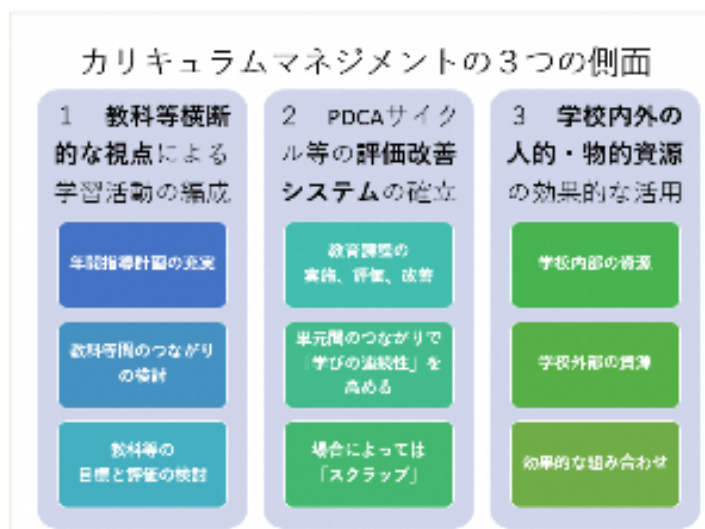 カリキュラムマネジメントの３つの側面
１　教科等横断
的な視点による
学習活動の編成
年間指導計画の充実
教科等間のつながり
の検討
教科等の
目標と評価の検討
２　PDCAサイク
ル等の評価改善
システムの確立
教育課程の
実施、評価、改善
単元間のつながりで
「学びの連続性」を
高める
場合によっては
「スクラップ」
３　学校内外の
人的・物的資源
の効果的な活用
学校内部の資源
学校外部の資源
効果的な組み合わせ